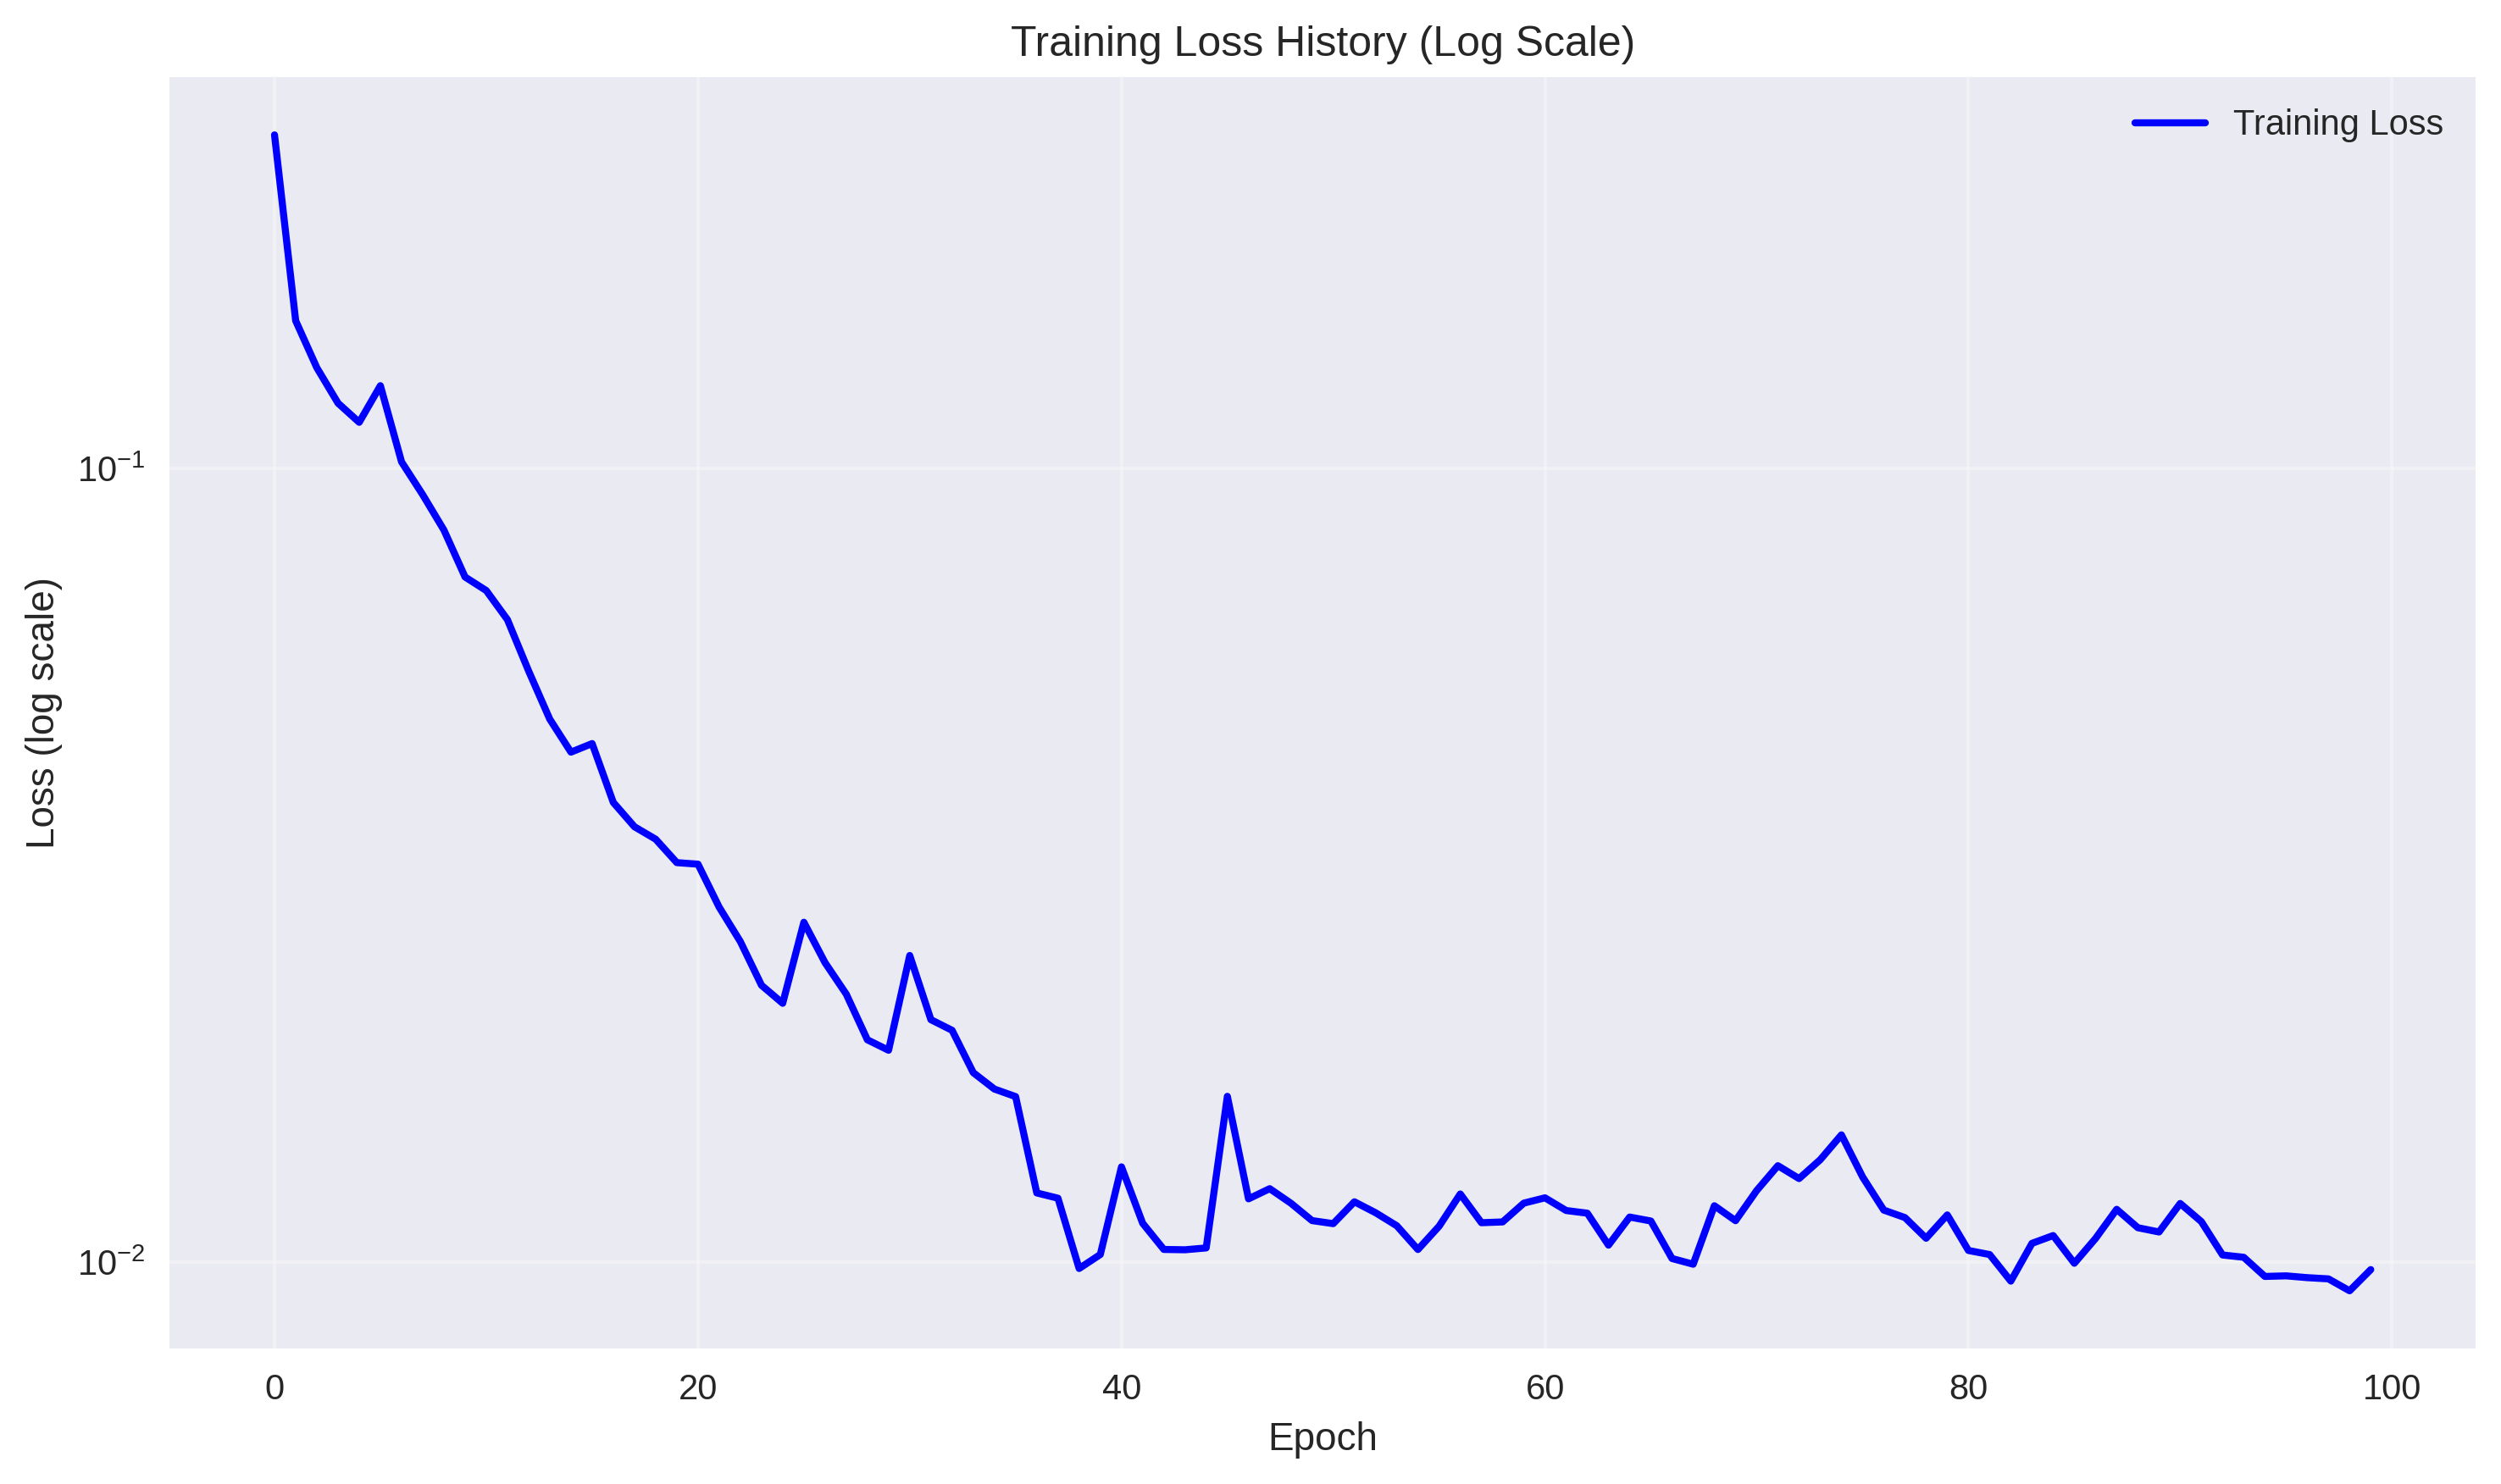 Training Loss History (Log Scale)
Training Loss
10⁻¹
10⁻²
Loss (log scale)
0 20 40 60 80 100
Epoch